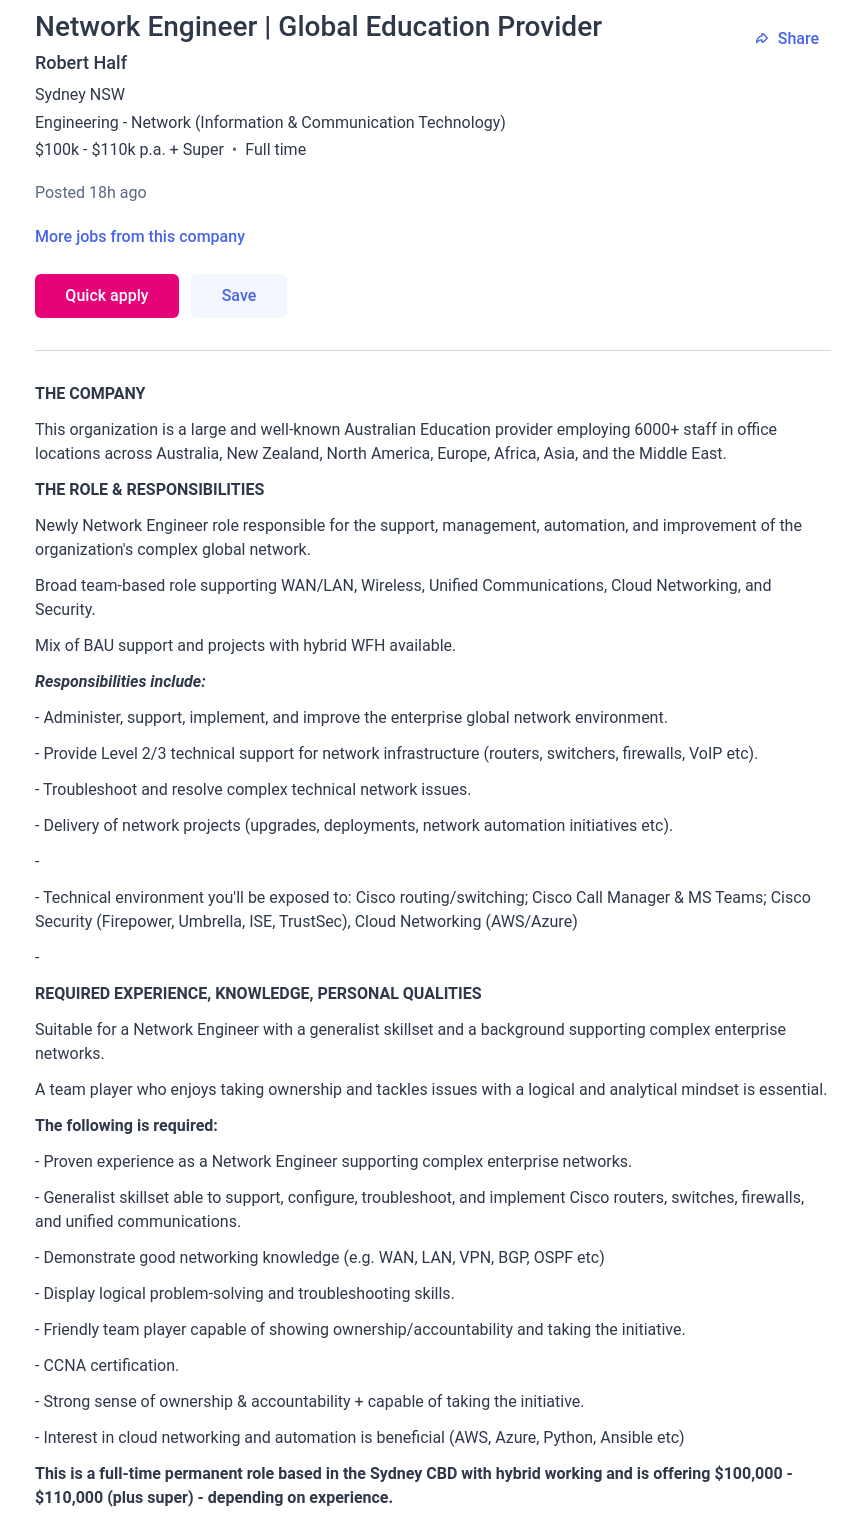 Network Engineer | Global Education Provider
Share
Robert Half
Sydney NSW
Engineering - Network (Information & Communication Technology)
$100k - $110k p.a. + Super • Full time
Posted 18h ago
More jobs from this company
Quick apply
Save
THE COMPANY
This organization is a large and well-known Australian Education provider employing 6000+ staff in office
locations across Australia, New Zealand, North America, Europe, Africa, Asia, and the Middle East.
THE ROLE & RESPONSIBILITIES
Newly Network Engineer role responsible for the support, management, automation, and improvement of the
organization's complex global network.
Broad team-based role supporting WAN/LAN, Wireless, Unified Communications, Cloud Networking, and
Security.
Mix of BAU support and projects with hybrid WFH available.
Responsibilities include:
- Administer, support, implement, and improve the enterprise global network environment.
- Provide Level 2/3 technical support for network infrastructure (routers, switchers, firewalls, VoIP etc).
- Troubleshoot and resolve complex technical network issues.
- Delivery of network projects (upgrades, deployments, network automation initiatives etc).
-
- Technical environment you'll be exposed to: Cisco routing/switching; Cisco Call Manager & MS Teams; Cisco
Security (Firepower, Umbrella, ISE, TrustSec), Cloud Networking (AWS/Azure)
-
REQUIRED EXPERIENCE, KNOWLEDGE, PERSONAL QUALITIES
Suitable for a Network Engineer with a generalist skillset and a background supporting complex enterprise
networks.
A team player who enjoys taking ownership and tackles issues with a logical and analytical mindset is essential.
The following is required:
- Proven experience as a Network Engineer supporting complex enterprise networks.
- Generalist skillset able to support, configure, troubleshoot, and implement Cisco routers, switches, firewalls,
and unified communications.
- Demonstrate good networking knowledge (e.g. WAN, LAN, VPN, BGP, OSPF etc)
- Display logical problem-solving and troubleshooting skills.
- Friendly team player capable of showing ownership/accountability and taking the initiative.
- CCNA certification.
- Strong sense of ownership & accountability + capable of taking the initiative.
- Interest in cloud networking and automation is beneficial (AWS, Azure, Python, Ansible etc)
This is a full-time permanent role based in the Sydney CBD with hybrid working and is offering $100,000 -
$110,000 (plus super) - depending on experience.